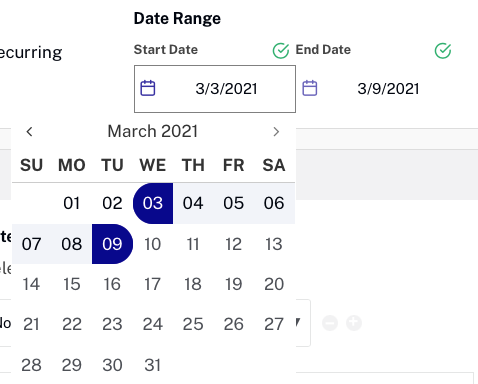 Date Range
ecurring
Start Date
End Date
3/3/2021
3/9/2021
March 2021
SU MO TU WE TH FR SA
01 02 03 04 05 06
07 08 09 10 11 12 13
14 15 16 17 18 19 20
21 22 23 24 25 26 27
28 29 30 31